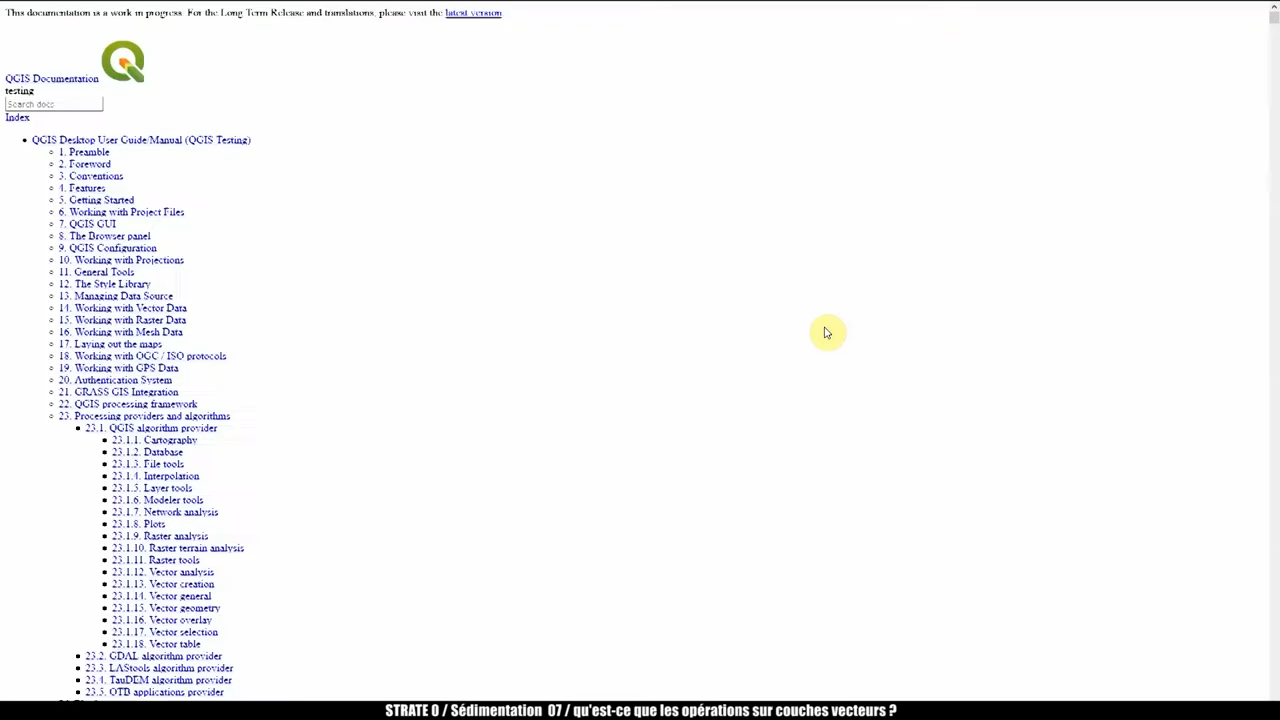 This documentation is a work in progress. For the Long Term Release and translations, please visit the latest version
QGIS Documentation
testing
Search docs
Index
QGIS Desktop User Guide/Manual (QGIS Testing)
1. Preamble
2. Foreword
3. Conventions
4. Features
5. Getting Started
6. Working with Project Files
7. QGIS GUI
8. The Browser panel
9. QGIS Configuration
10. Working with Projections
11. General Tools
12. The Style Library
13. Managing Data Source
14. Working with Vector Data
15. Working with Raster Data
16. Working with Mesh Data
17. Laying out the maps
18. Working with OGC / ISO protocols
19. Working with GPS Data
20. Authentication System
21. GRASS GIS Integration
22. QGIS processing framework
23. Processing providers and algorithms
23.1. QGIS algorithm provider
23.1.1. Cartography
23.1.2. Database
23.1.3. File tools
23.1.4. Interpolation
23.1.5. Layer tools
23.1.6. Modeler tools
23.1.7. Network analysis
23.1.8. Plots
23.1.9. Raster analysis
23.1.10. Raster terrain analysis
23.1.11. Raster tools
23.1.12. Vector analysis
23.1.13. Vector creation
23.1.14. Vector general
23.1.15. Vector geometry
23.1.16. Vector overlay
23.1.17. Vector selection
23.1.18. Vector table
23.2. GDAL algorithm provider
23.3. LAStools algorithm provider
23.4. TauDEM algorithm provider
23.5. OTB applications provider
STRATE 0 / Sédimentation 07 / qu'est-ce que les opérations sur couches vecteurs ?